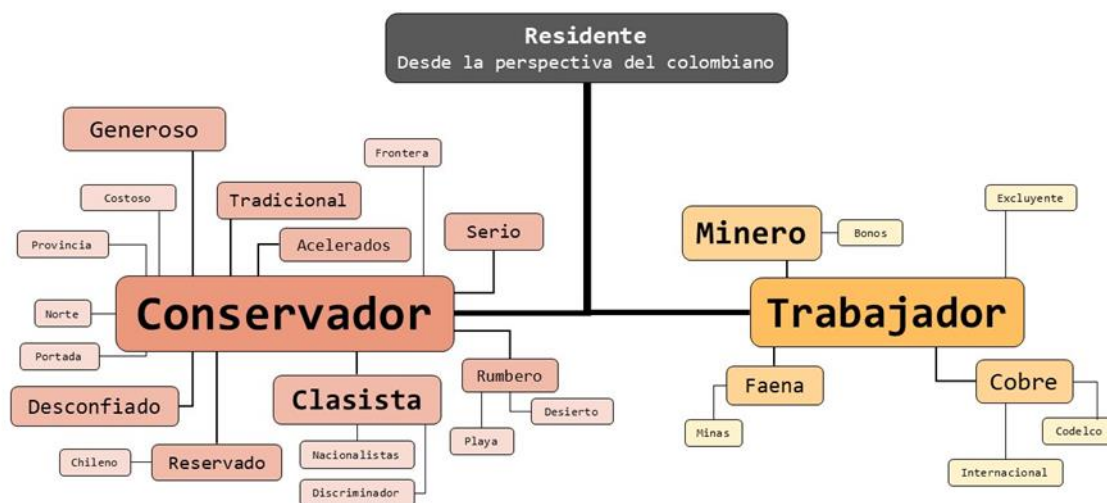 Residente
Desde la perspectiva del colombiano
Generoso
Frontera
Costoso
Tradicional
Excluyente
Provincia
Acelerados
Serio
Minero
Bonos
Norte
Conservador
Trabajador
Portada
Desconfiado
Clasista
Rumbero
Faena
Cobre
Desierto
Playa
Minas
Codelco
Chileno
Reservado
Nacionalistas
Internacional
Discriminador